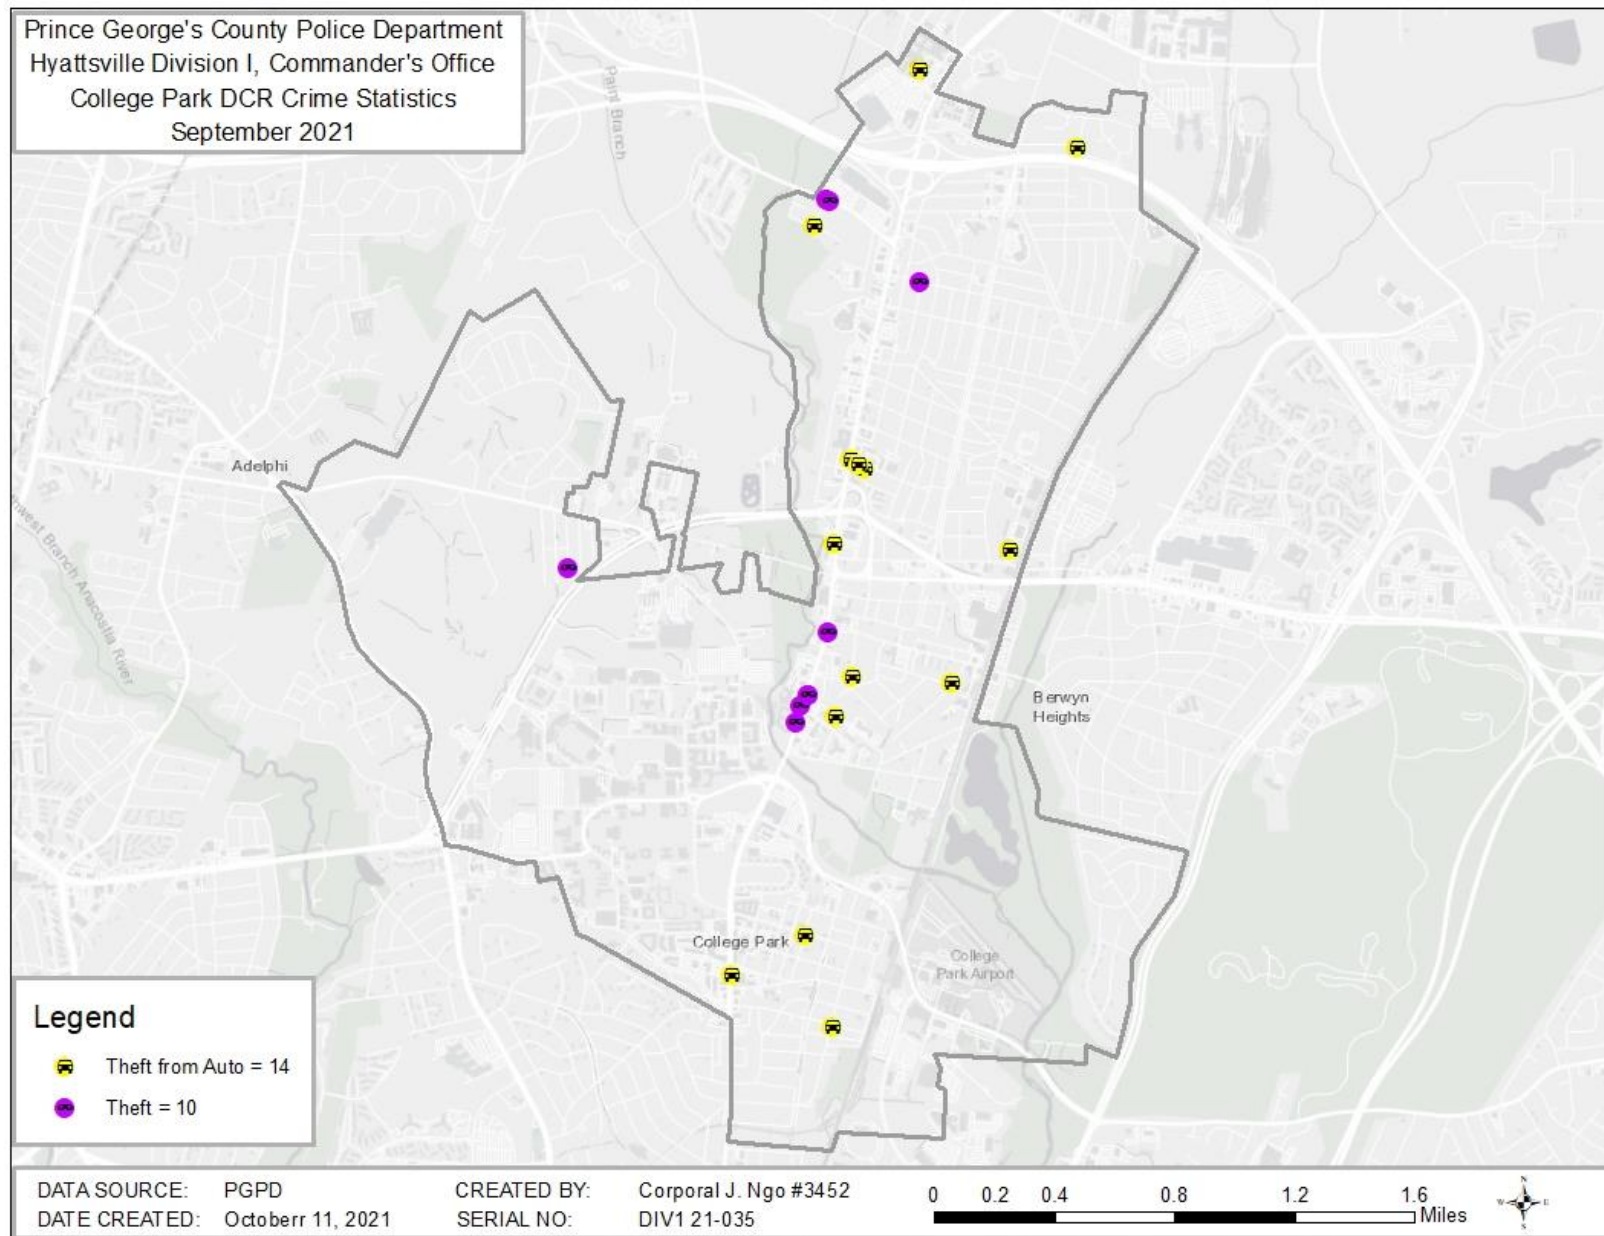 Prince George's County Police Department
Hyattsville Division I, Commander's Office
College Park DCR Crime Statistics
September 2021
Paint Branch
Adelphi
Branch Anacostia River
Berwyn
Heights
College Park
College
Park Airport
Legend
Theft from Auto = 14
Theft = 10
DATA SOURCE: PGPD CREATED BY: Corporal J. Ngo #3452
DATE CREATED: Octoberr 11, 2021 SERIAL NO: DIV1 21-035
0 0.2 0.4 0.8 1.2 1.6
Miles
N
W E
S